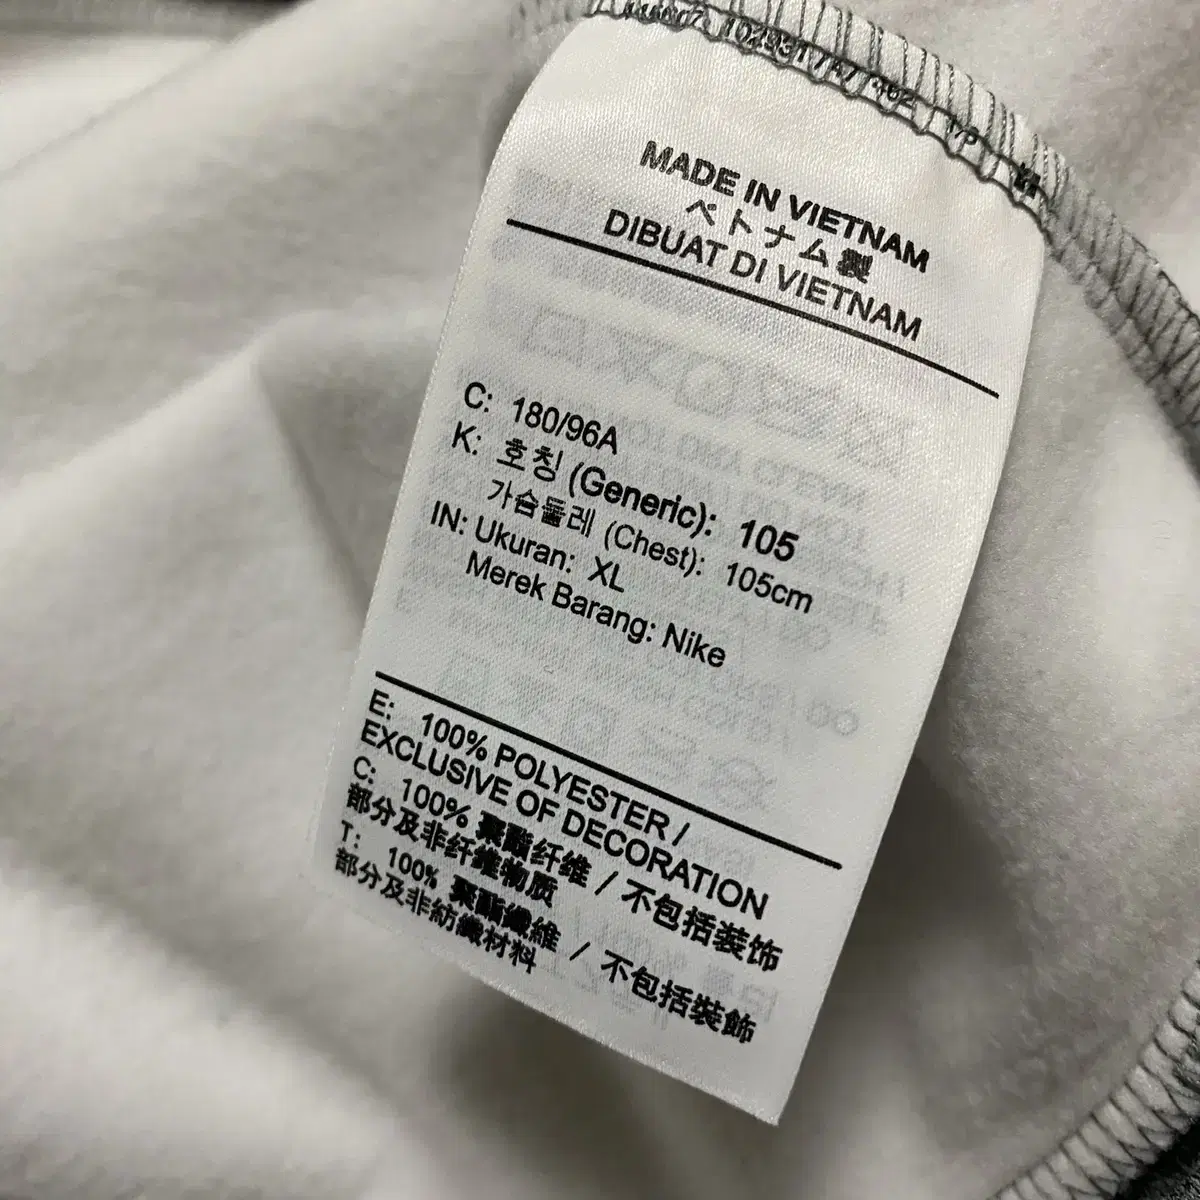 MADE IN VIETNAM
ベトナム製
DIBUAT DI VIETNAM
C: 180/96A
K: 호칭 (Generic): 105
가슴둘레 (Chest): 105cm
IN: Ukuran: XL
Merek Barang: Nike
E: 100% POLYESTER /
EXCLUSIVE OF DECORATION
C: 100% 聚酯纤维 / 不包括装饰
部分及非纤维物质
T: 100% 聚酯纖維 / 不包括裝飾
部分及非紡織材料